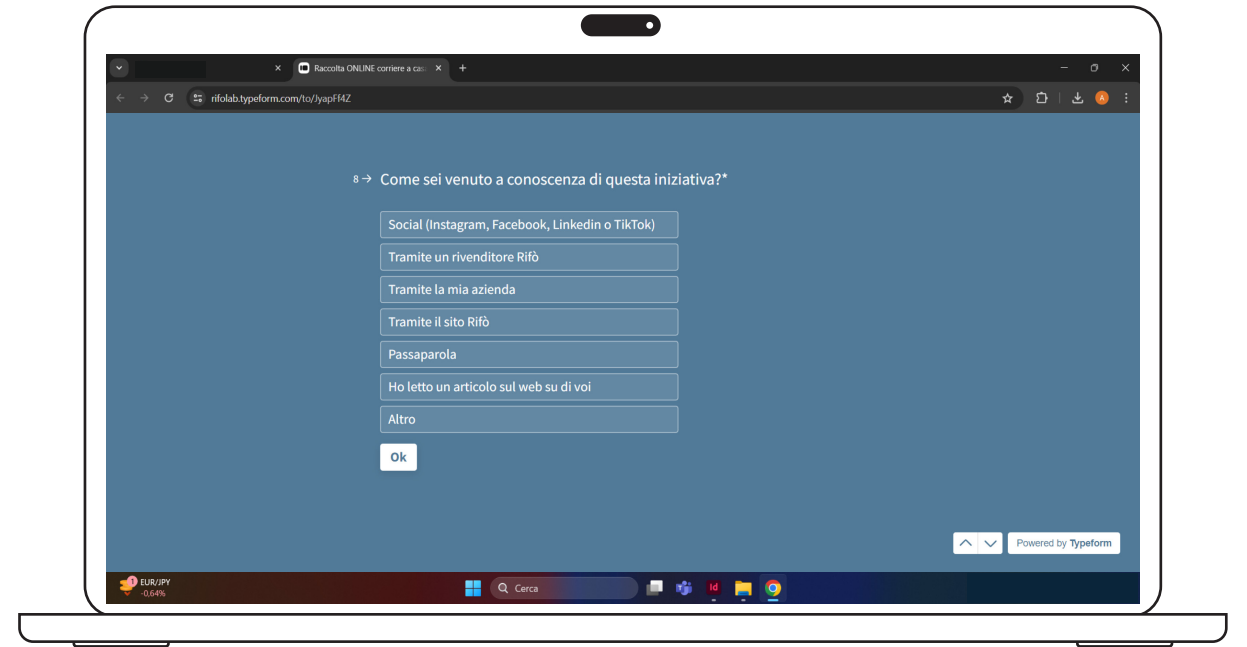 Raccolta ONLINE corriere a cas
rifolab.typeform.com/to/JyapFf4Z
A
8→ Come sei venuto a conoscenza di questa iniziativa?*
Social (Instagram, Facebook, Linkedin o TikTok)
Tramite un rivenditore Rifò
Tramite la mia azienda
Tramite il sito Rifò
Passaparola
Ho letto un articolo sul web su di voi
Altro
Ok
Powered by Typeform
1
EUR/JPY
-0,64%
Cerca
Id